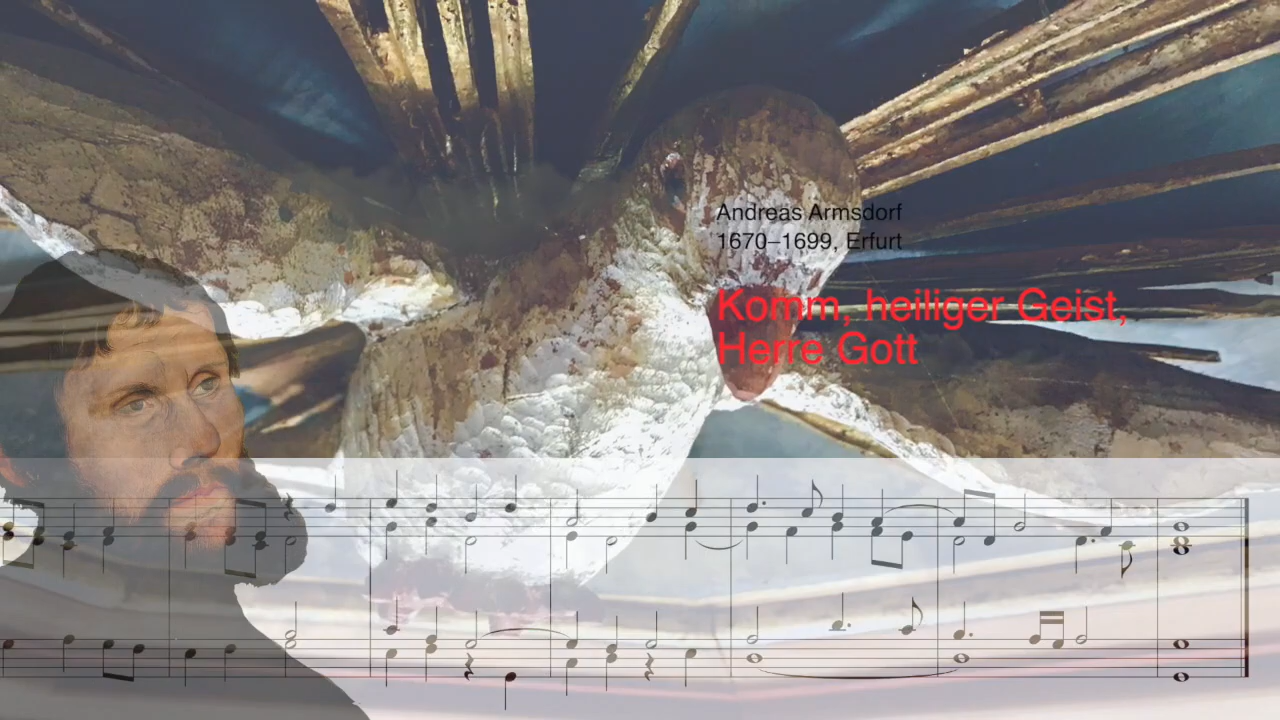 Andreas Armsdorf
1670–1699, Erfurt
Komm, heiliger Geist,
Herre Gott